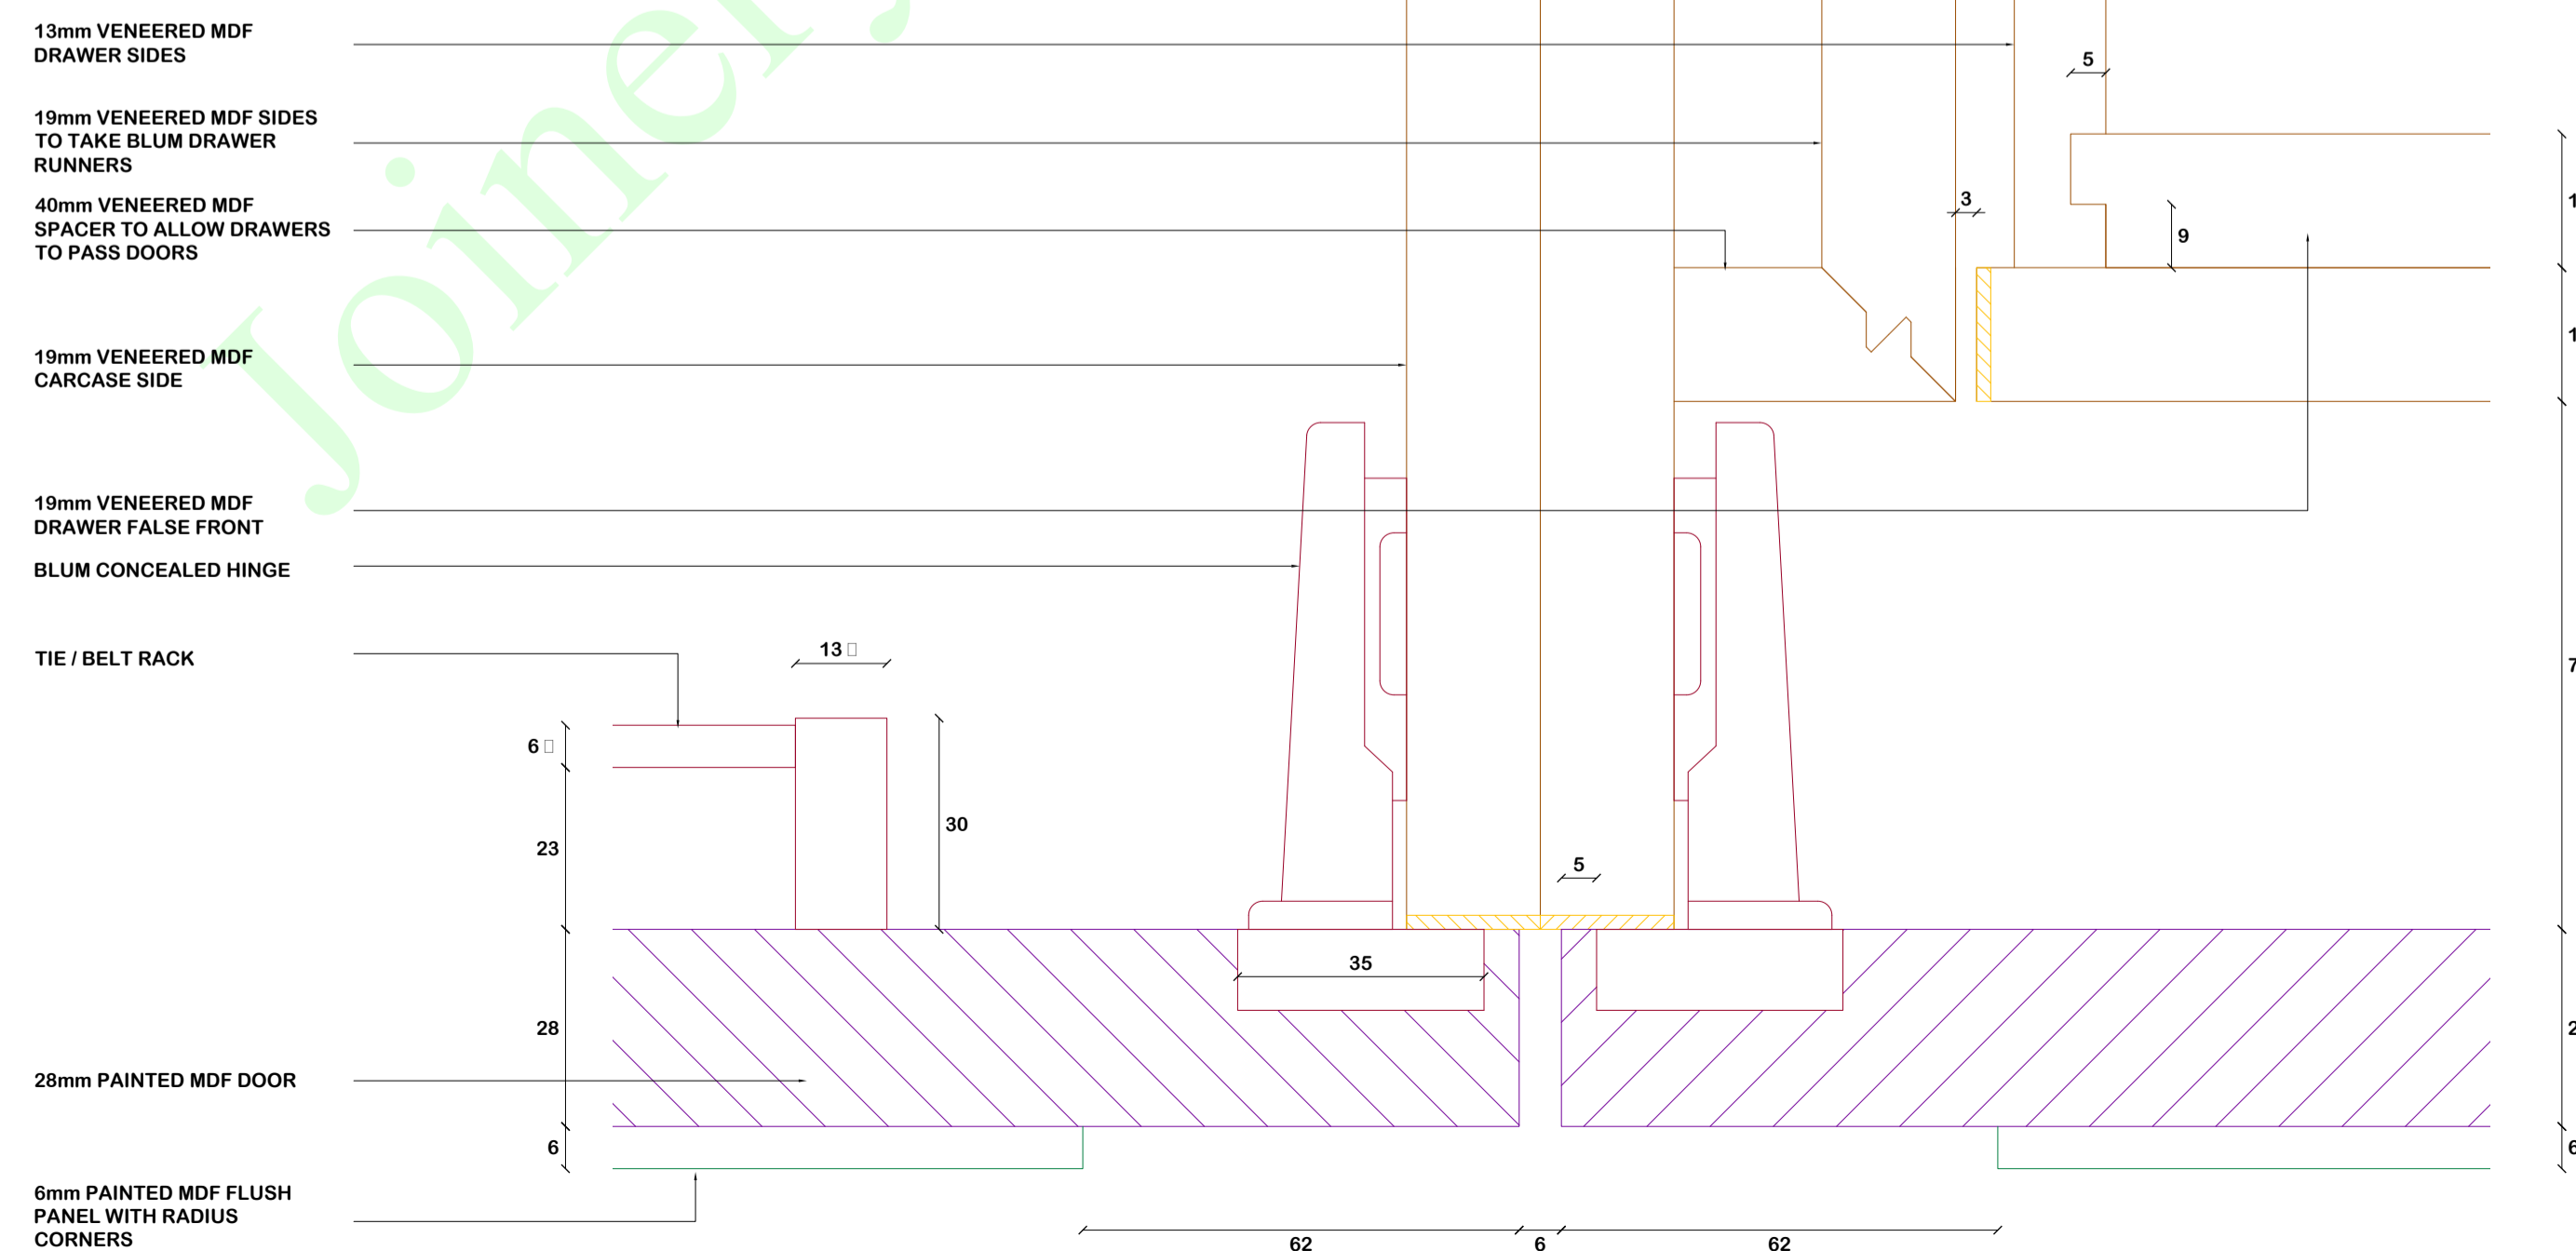 13mm VENEERED MDF
DRAWER SIDES
19mm VENEERED MDF SIDES
TO TAKE BLUM DRAWER
RUNNERS
40mm VENEERED MDF
SPACER TO ALLOW DRAWERS
TO PASS DOORS
19mm VENEERED MDF
CARCASE SIDE
19mm VENEERED MDF
DRAWER FALSE FRONT
BLUM CONCEALED HINGE
TIE / BELT RACK
28mm PAINTED MDF DOOR
6mm PAINTED MDF FLUSH
PANEL WITH RADIUS
CORNERS
Joinery
5
3
9
13
6
23
30
5
35
28
6
62
6
62
6